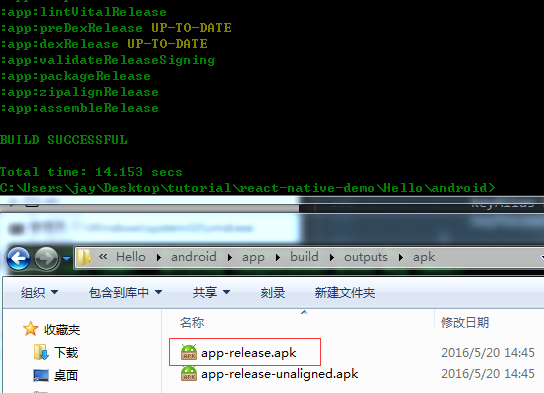 :app:lintVitalRelease
:app:preDexRelease UP-TO-DATE
:app:dexRelease UP-TO-DATE
:app:validateReleaseSigning
:app:packageRelease
:app:zipalignRelease
:app:assembleRelease
BUILD SUCCESSFUL
Total time: 14.153 secs
C:\Users\jay\Desktop\tutorial\react-native-demo\Hello\android>
« Hello android app build outputs apk
组织 包含到库中 共享 刻录 新建文件夹
名称 修改日期
收藏夹
下载
桌面
app-release.apk 2016/5/20 14:45
app-release-unaligned.apk 2016/5/20 14:45